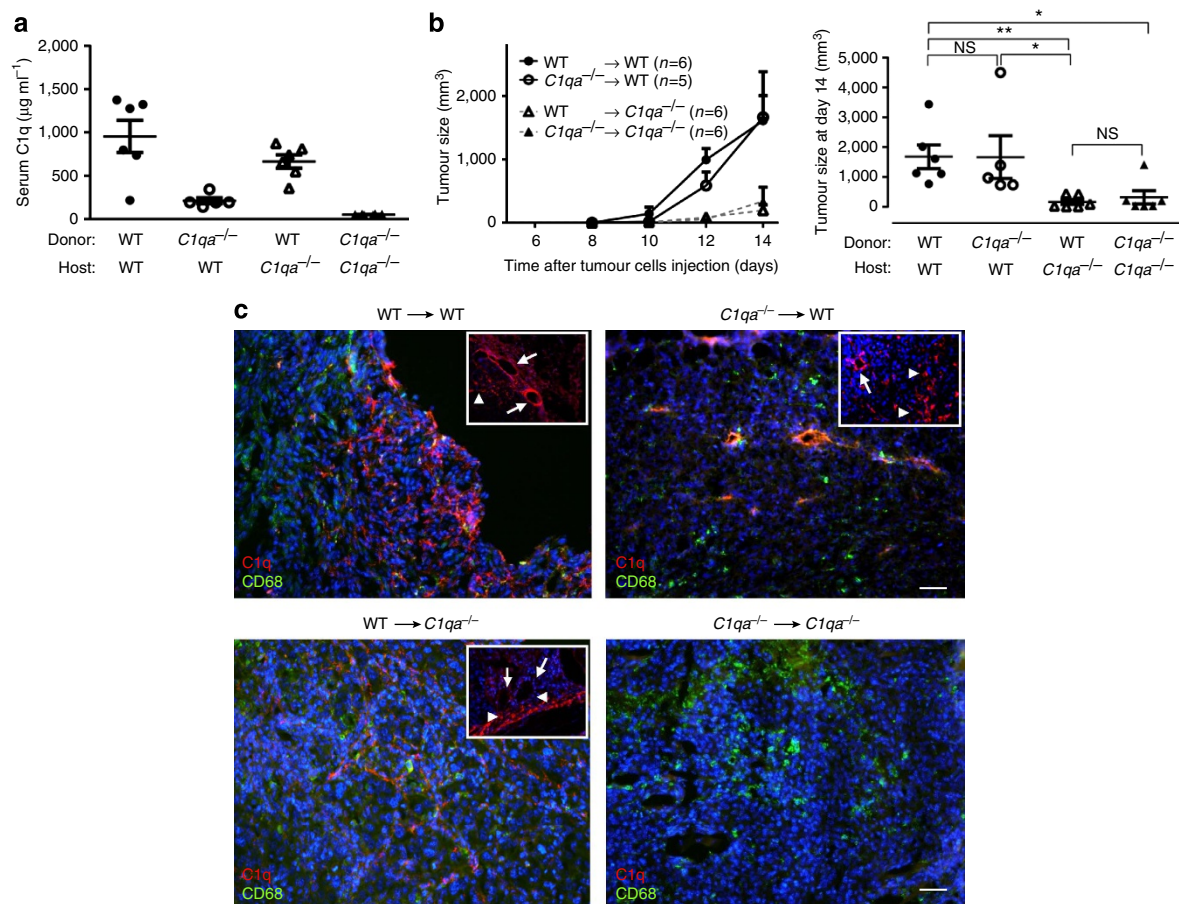 a
Serum C1q (µg ml⁻¹)
2,000
1,500
1,000
500
0
Donor: WT C1qa⁻/⁻ WT C1qa⁻/⁻
Host: WT WT C1qa⁻/⁻ C1qa⁻/⁻
b
Tumour size (mm³)
2,000
1,000
0
6 8 10 12 14
Time after tumour cells injection (days)
WT → WT (n=6)
C1qa⁻/⁻ → WT (n=5)
WT → C1qa⁻/⁻ (n=6)
C1qa⁻/⁻ → C1qa⁻/⁻ (n=6)
Tumour size at day 14 (mm³)
*
**
NS *
NS
5,000
4,000
3,000
2,000
1,000
0
Donor: WT C1qa⁻/⁻ WT C1qa⁻/⁻
Host: WT WT C1qa⁻/⁻ C1qa⁻/⁻
c
WT → WT
C1q
CD68
C1qa⁻/⁻ → WT
C1q
CD68
WT → C1qa⁻/⁻
C1q
CD68
C1qa⁻/⁻ → C1qa⁻/⁻
C1q
CD68